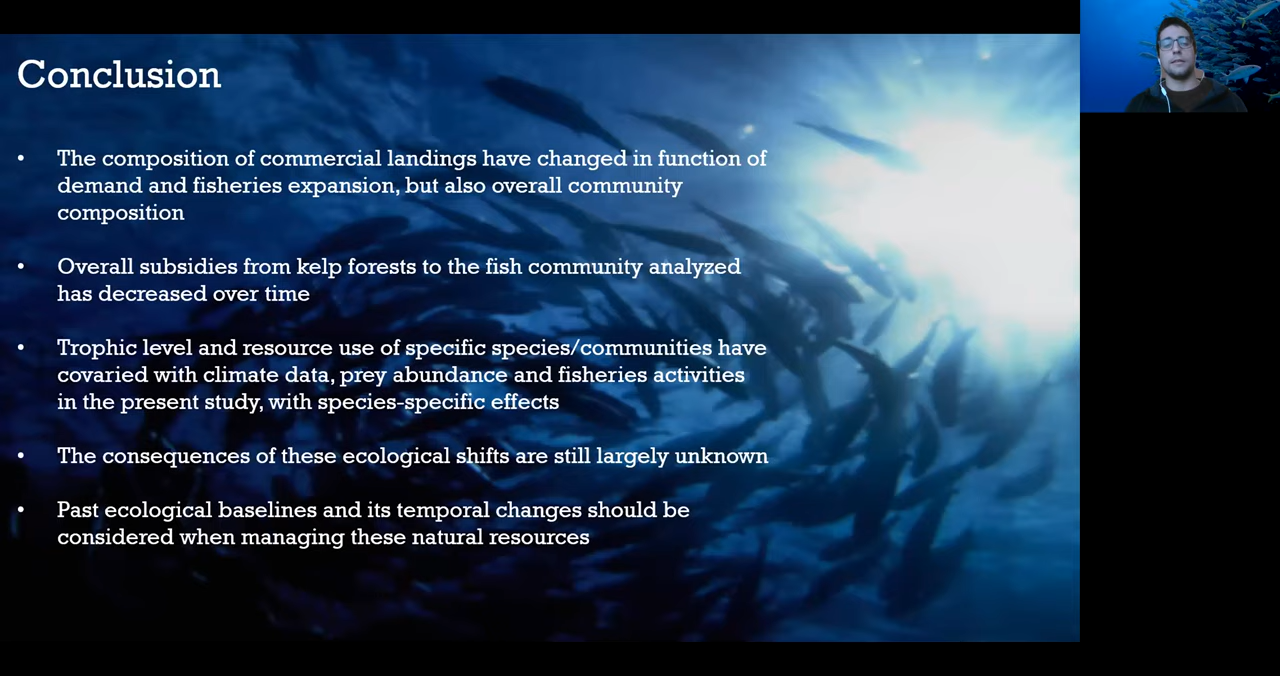 Conclusion
• The composition of commercial landings have changed in function of
demand and fisheries expansion, but also overall community
composition
• Overall subsidies from kelp forests to the fish community analyzed
has decreased over time
• Trophic level and resource use of specific species/communities have
covaried with climate data, prey abundance and fisheries activities
in the present study, with species-specific effects
• The consequences of these ecological shifts are still largely unknown
• Past ecological baselines and its temporal changes should be
considered when managing these natural resources